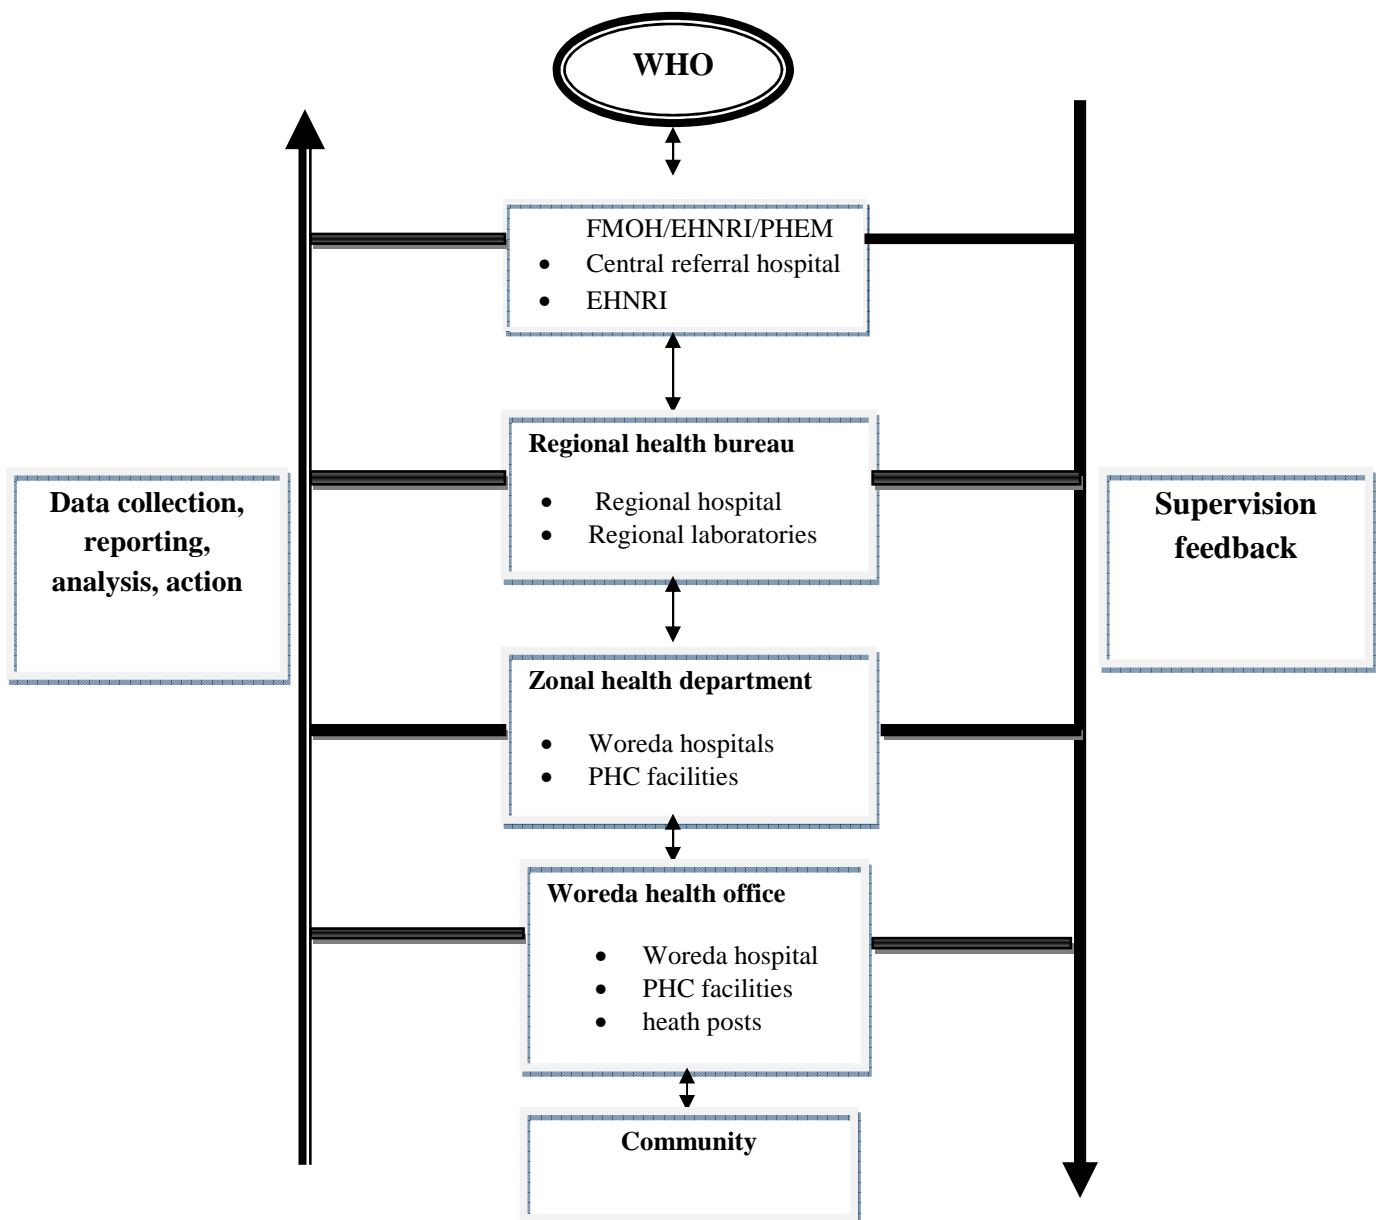 WHO
FMOH/EHNRI/PHEM
• Central referral hospital
• EHNRI
Regional health bureau
• Regional hospital
• Regional laboratories
Data collection,
reporting,
analysis, action
Supervision
feedback
Zonal health department
• Woreda hospitals
• PHC facilities
Woreda health office
• Woreda hospital
• PHC facilities
• heath posts
Community